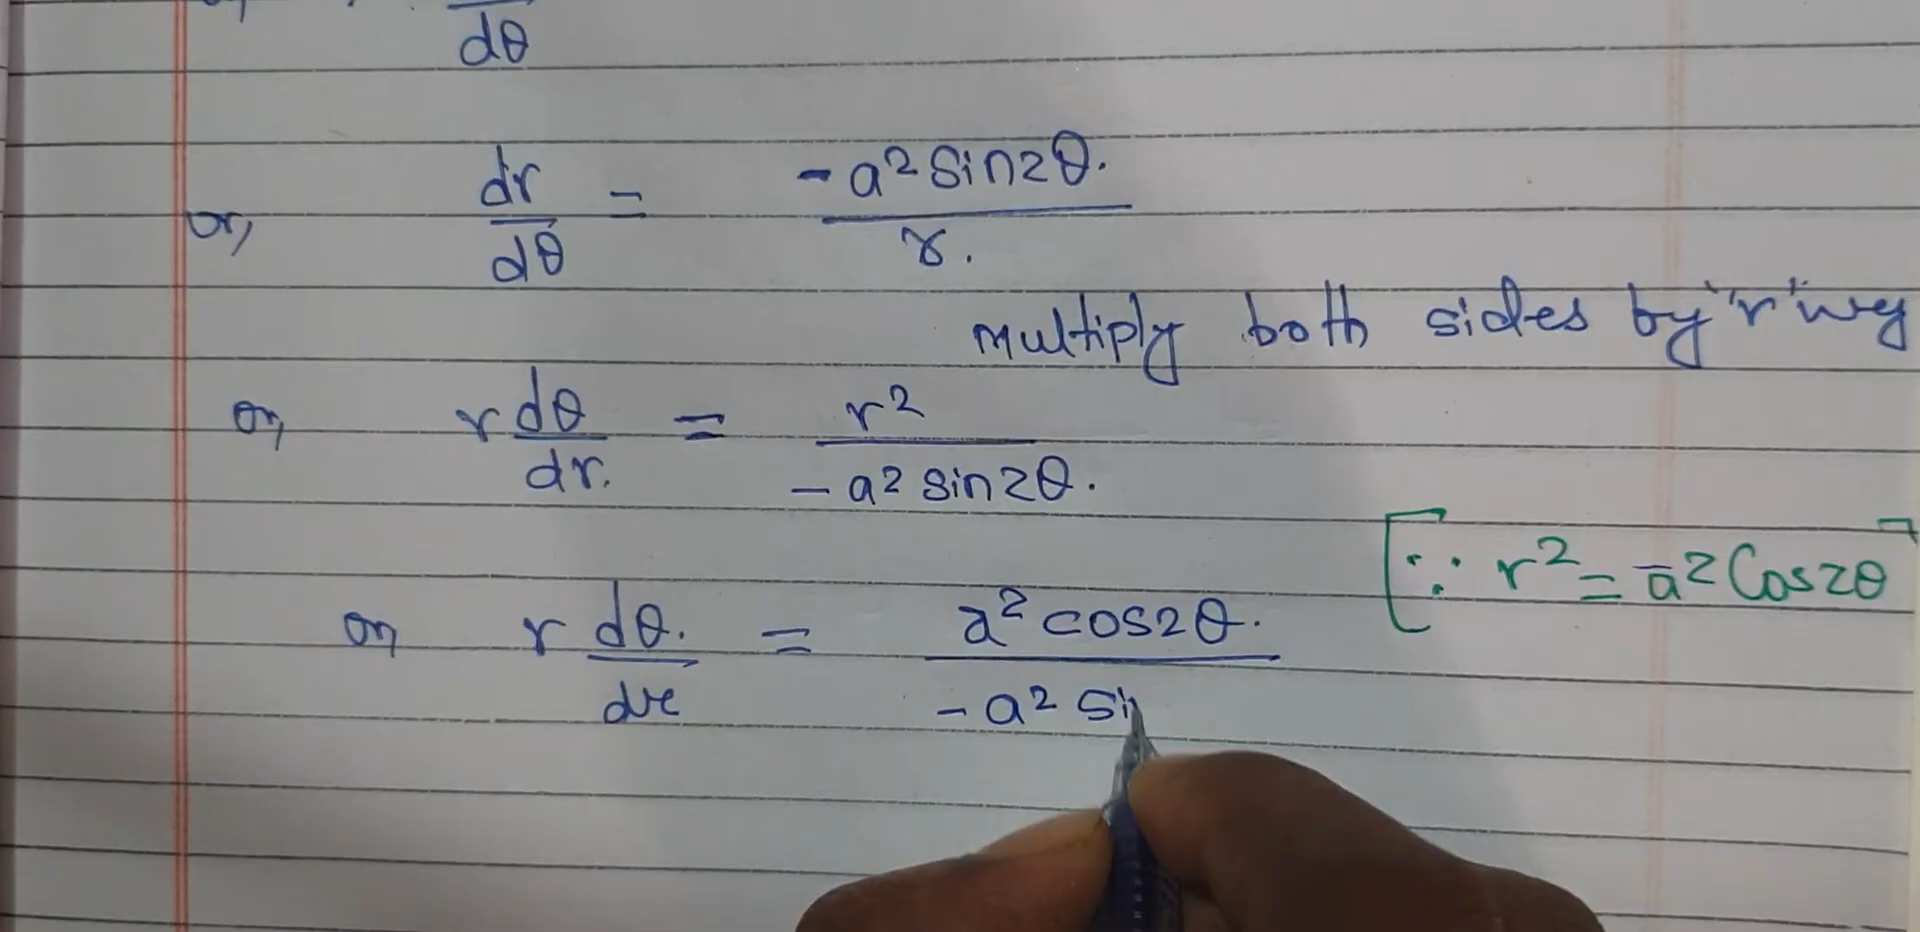 dθ
or, dr/dθ = -a² Sin2θ. / r.
Multiply both sides by 'r' we
or, r dθ/dr. = r² / -a² sin2θ.
[∵ r² = a² Cos2θ]
or r dθ./dr = a² cos2θ. / -a² si